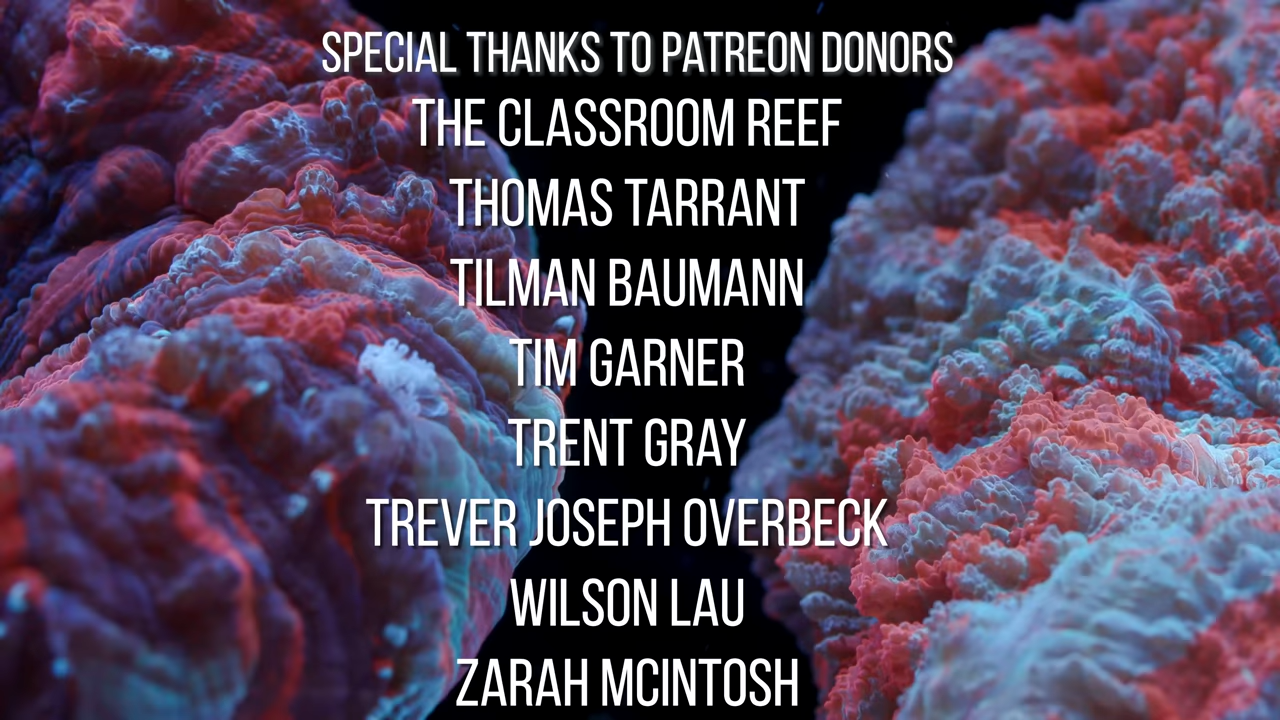 SPECIAL THANKS TO PATREON DONORS
THE CLASSROOM REEF
THOMAS TARRANT
TILMAN BAUMANN
TIM GARNER
TRENT GRAY
TREVER JOSEPH OVERBECK
WILSON LAU
ZARAH MCINTOSH